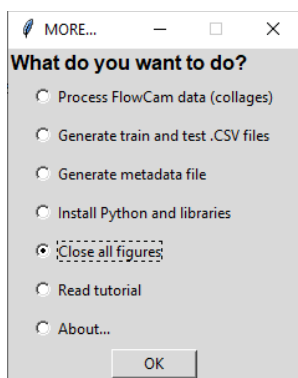 MORE...
What do you want to do?
Process FlowCam data (collages)
Generate train and test .CSV files
Generate metadata file
Install Python and libraries
Close all figures
Read tutorial
About...
OK